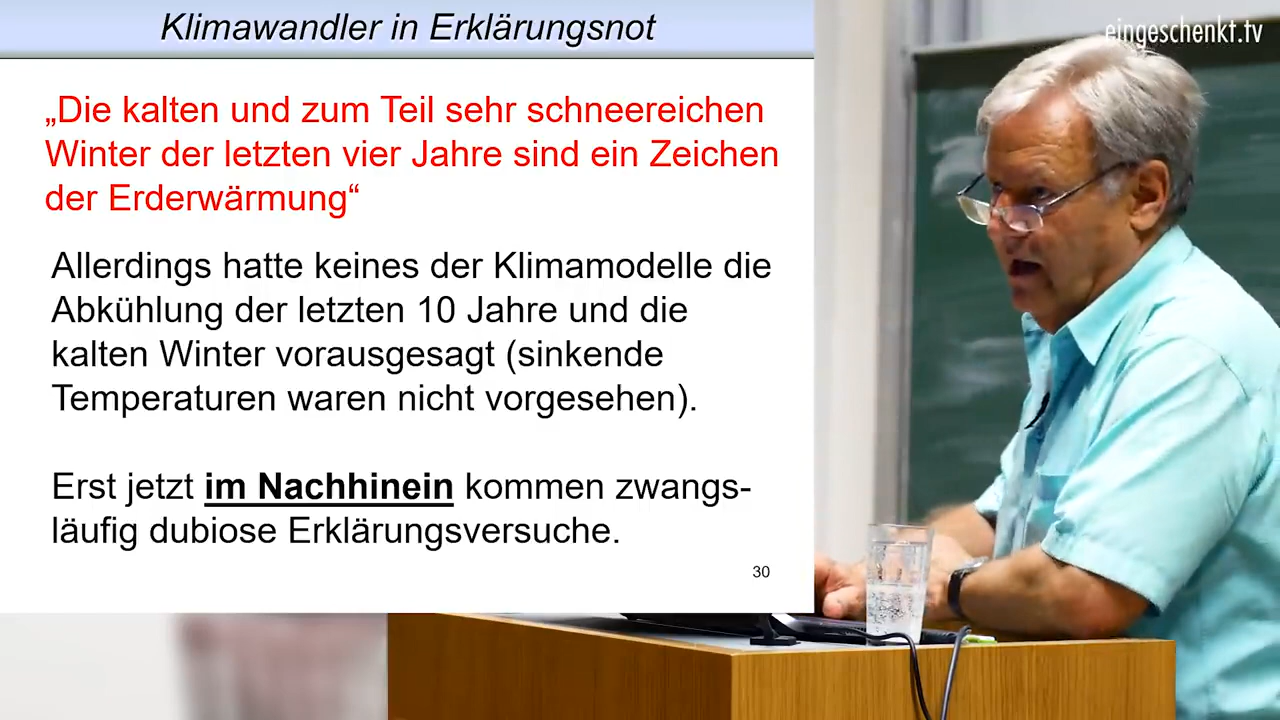 Klimawandler in Erklärungsnot
eingeschenkt.tv
„Die kalten und zum Teil sehr schneereichen
Winter der letzten vier Jahre sind ein Zeichen
der Erderwärmung“
Allerdings hatte keines der Klimamodelle die
Abkühlung der letzten 10 Jahre und die
kalten Winter vorausgesagt (sinkende
Temperaturen waren nicht vorgesehen).
Erst jetzt im Nachhinein kommen zwangs-
läufig dubiose Erklärungsversuche.
30